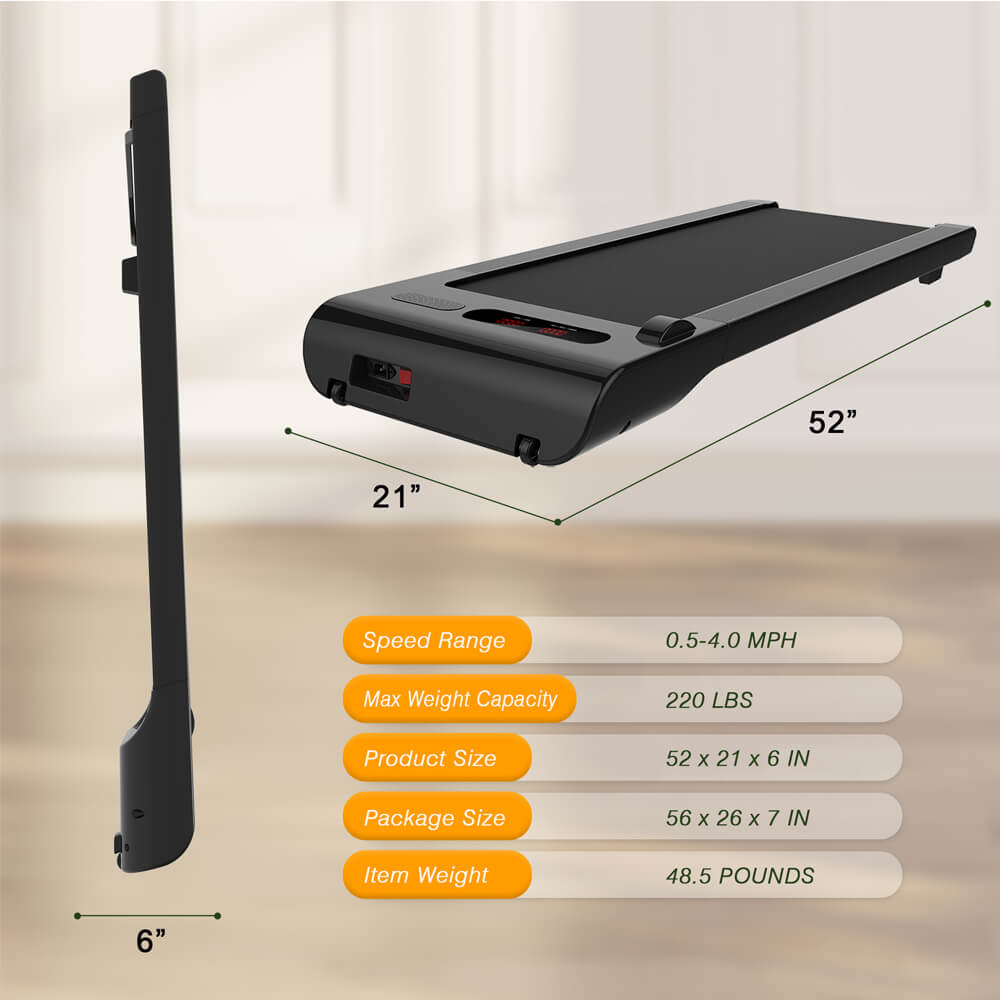 52”
21”
Speed Range 0.5-4.0 MPH
Max Weight Capacity 220 LBS
Product Size 52 x 21 x 6 IN
Package Size 56 x 26 x 7 IN
Item Weight 48.5 POUNDS
6”